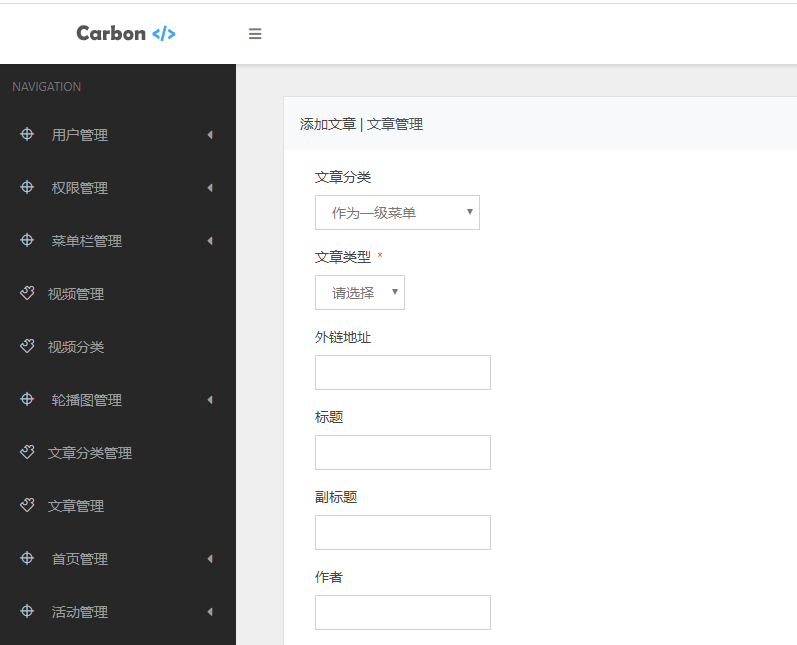 Carbon </>
NAVIGATION
用户管理
权限管理
菜单栏管理
视频管理
视频分类
轮播图管理
文章分类管理
文章管理
首页管理
活动管理
添加文章 | 文章管理
文章分类
作为一级菜单
文章类型 *
请选择
外链地址
标题
副标题
作者